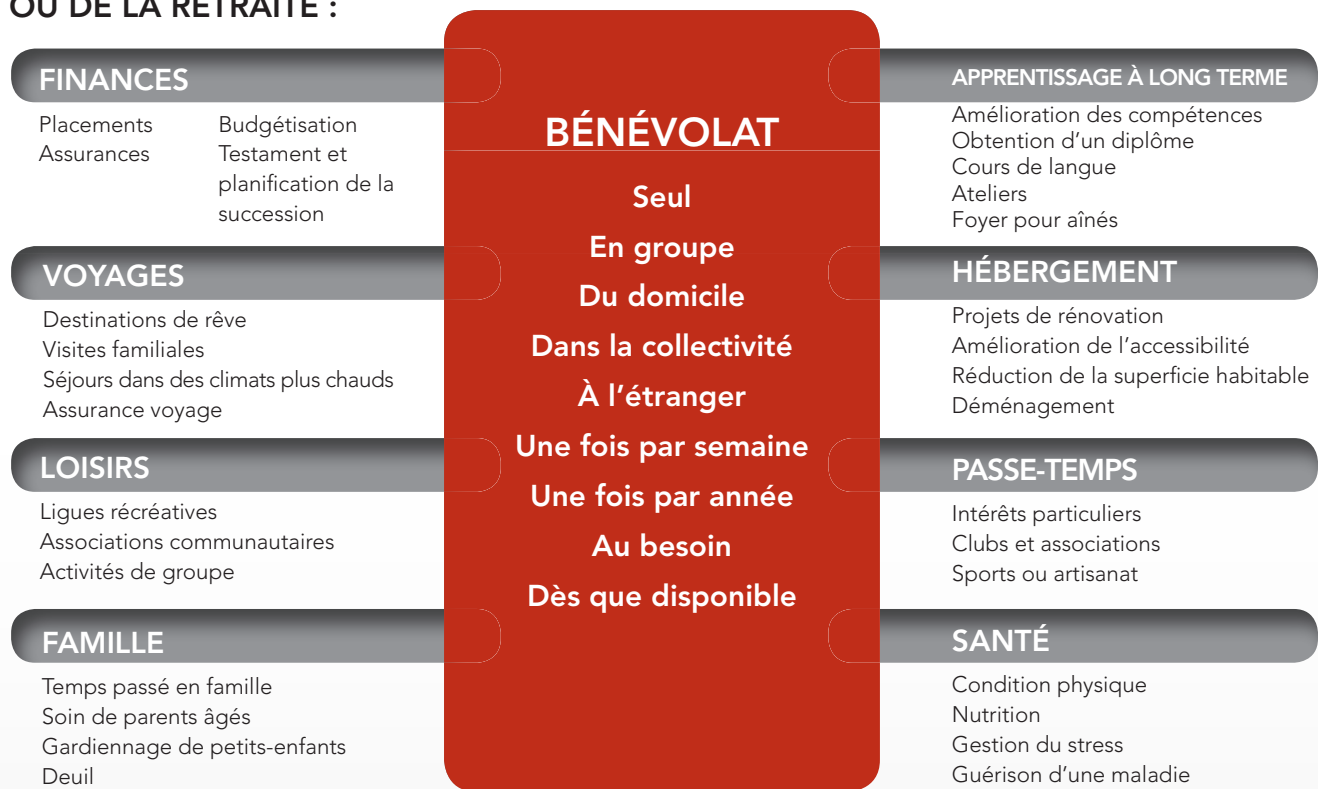 OU DE LA RETRAITE :
FINANCES
Placements
Assurances
Budgétisation
Testament et
planification de la
succession
VOYAGES
Destinations de rêve
Visites familiales
Séjours dans des climats plus chauds
Assurance voyage
LOISIRS
Ligues récréatives
Associations communautaires
Activités de groupe
FAMILLE
Temps passé en famille
Soin de parents âgés
Gardiennage de petits-enfants
Deuil
BÉNÉVOLAT
Seul
En groupe
Du domicile
Dans la collectivité
À l'étranger
Une fois par semaine
Une fois par année
Au besoin
Dès que disponible
APPRENTISSAGE À LONG TERME
Amélioration des compétences
Obtention d'un diplôme
Cours de langue
Ateliers
Foyer pour aînés
HÉBERGEMENT
Projets de rénovation
Amélioration de l'accessibilité
Réduction de la superficie habitable
Déménagement
PASSE-TEMPS
Intérêts particuliers
Clubs et associations
Sports ou artisanat
SANTÉ
Condition physique
Nutrition
Gestion du stress
Guérison d'une maladie